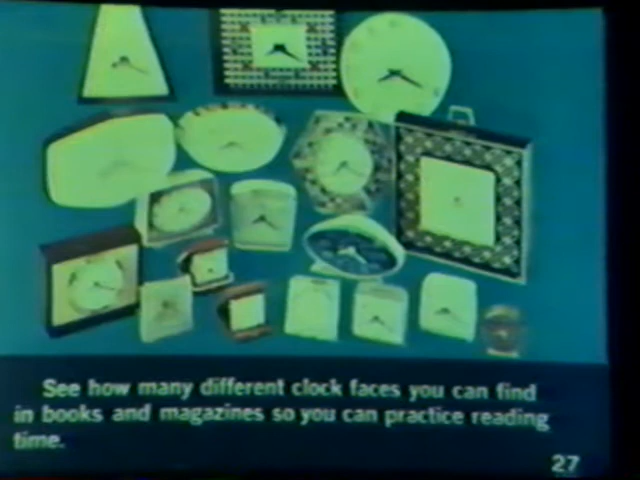 See how many different clock faces you can find
in books and magazines so you can practice reading
time.
27